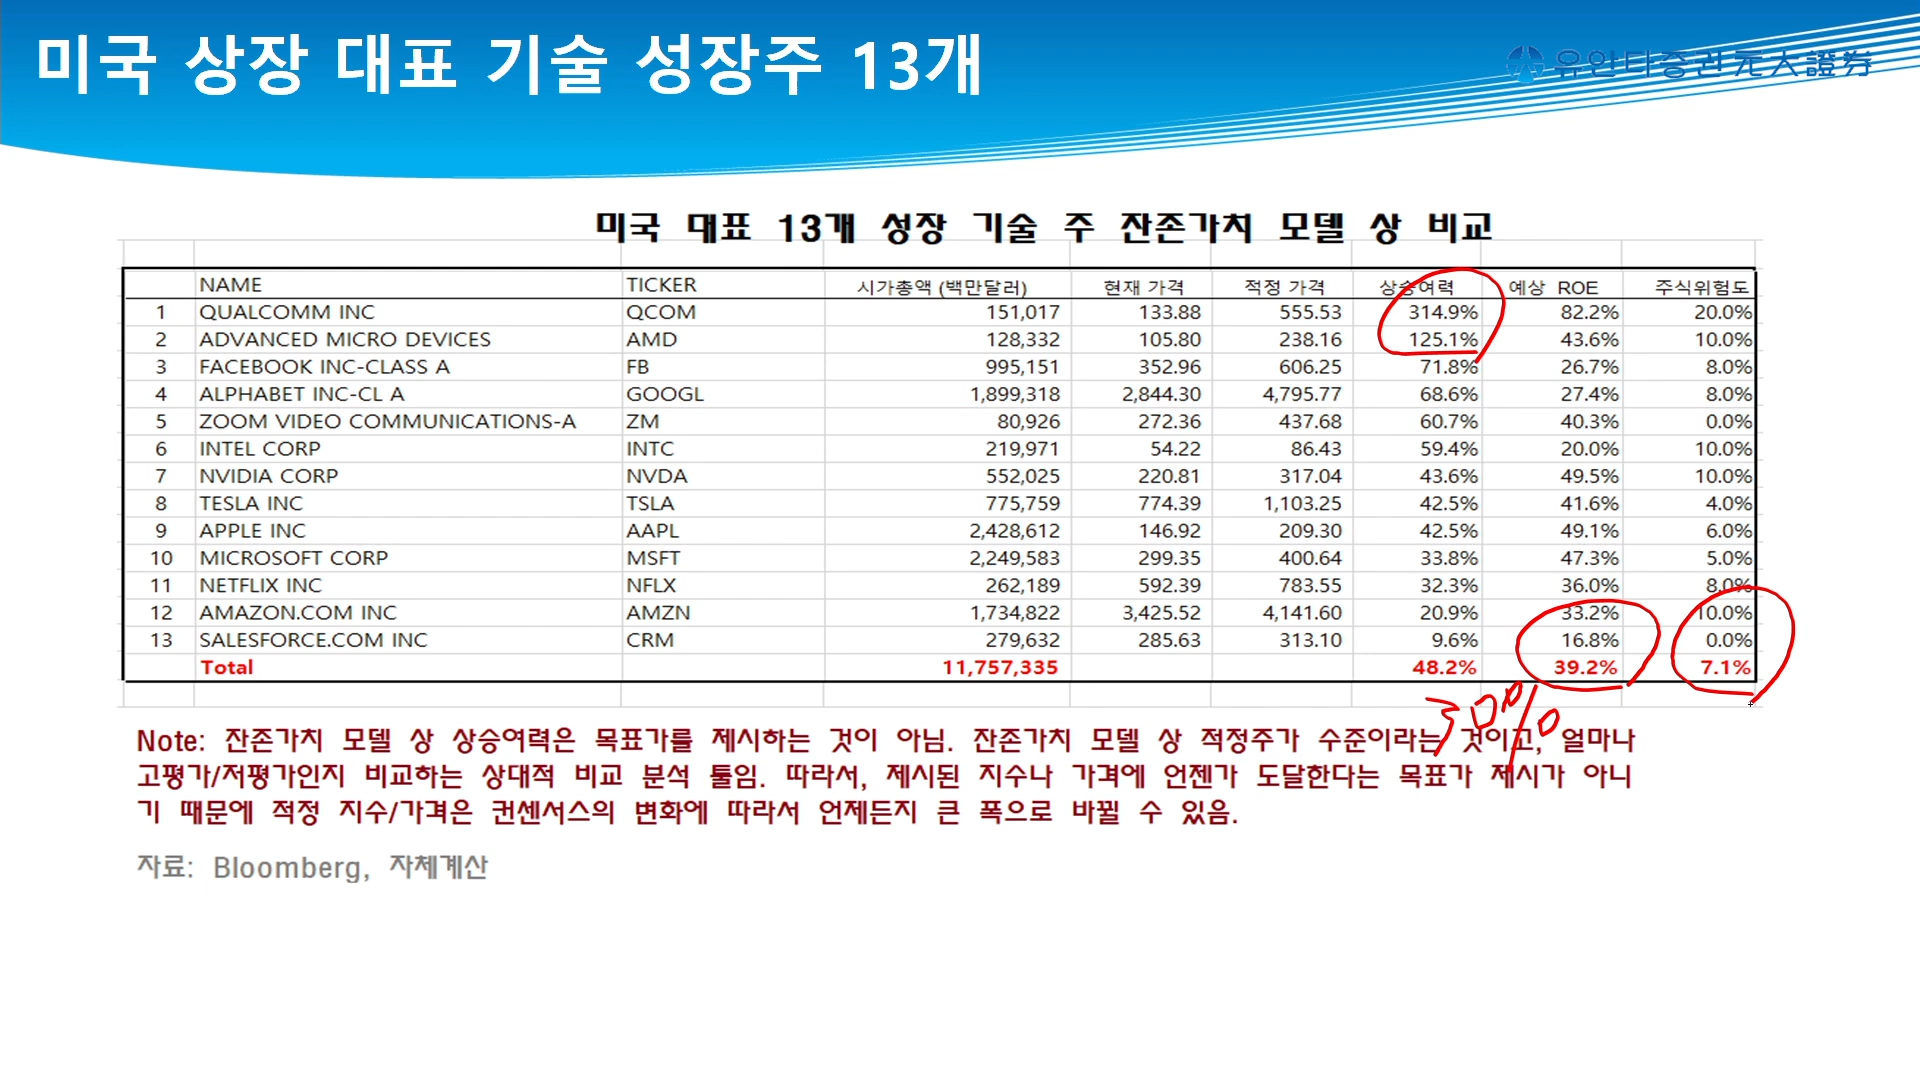 미국 상장 대표 기술 성장주 13개
유안타증권 元大證券
미국 대표 13개 성장 기술 주 잔존가치 모델 상 비교
NAME TICKER 시가총액 (백만달러) 현재 가격 적정 가격 상승여력 예상 ROE 주식위험도
1 QUALCOMM INC QCOM 151,017 133.88 555.53 314.9% 82.2% 20.0%
2 ADVANCED MICRO DEVICES AMD 128,332 105.80 238.16 125.1% 43.6% 10.0%
3 FACEBOOK INC-CLASS A FB 995,151 352.96 606.25 71.8% 26.7% 8.0%
4 ALPHABET INC-CL A GOOGL 1,899,318 2,844.30 4,795.77 68.6% 27.4% 8.0%
5 ZOOM VIDEO COMMUNICATIONS-A ZM 80,926 272.36 437.68 60.7% 40.3% 0.0%
6 INTEL CORP INTC 219,971 54.22 86.43 59.4% 20.0% 10.0%
7 NVIDIA CORP NVDA 552,025 220.81 317.04 43.6% 49.5% 10.0%
8 TESLA INC TSLA 775,759 774.39 1,103.25 42.5% 41.6% 4.0%
9 APPLE INC AAPL 2,428,612 146.92 209.30 42.5% 49.1% 6.0%
10 MICROSOFT CORP MSFT 2,249,583 299.35 400.64 33.8% 47.3% 5.0%
11 NETFLIX INC NFLX 262,189 592.39 783.55 32.3% 36.0% 8.0%
12 AMAZON.COM INC AMZN 1,734,822 3,425.52 4,141.60 20.9% 33.2% 10.0%
13 SALESFORCE.COM INC CRM 279,632 285.63 313.10 9.6% 16.8% 0.0%
Total 11,757,335 48.2% 39.2% 7.1%
Note: 잔존가치 모델 상 상승여력은 목표가를 제시하는 것이 아님. 잔존가치 모델 상 적정주가 수준이라는 것이고, 얼마나
고평가/저평가인지 비교하는 상대적 비교 분석 툴임. 따라서, 제시된 지수나 가격에 언젠가 도달한다는 목표가 제시가 아니
기 때문에 적정 지수/가격은 컨센서스의 변화에 따라서 언제든지 큰 폭으로 바뀔 수 있음.
자료: Bloomberg, 자체계산